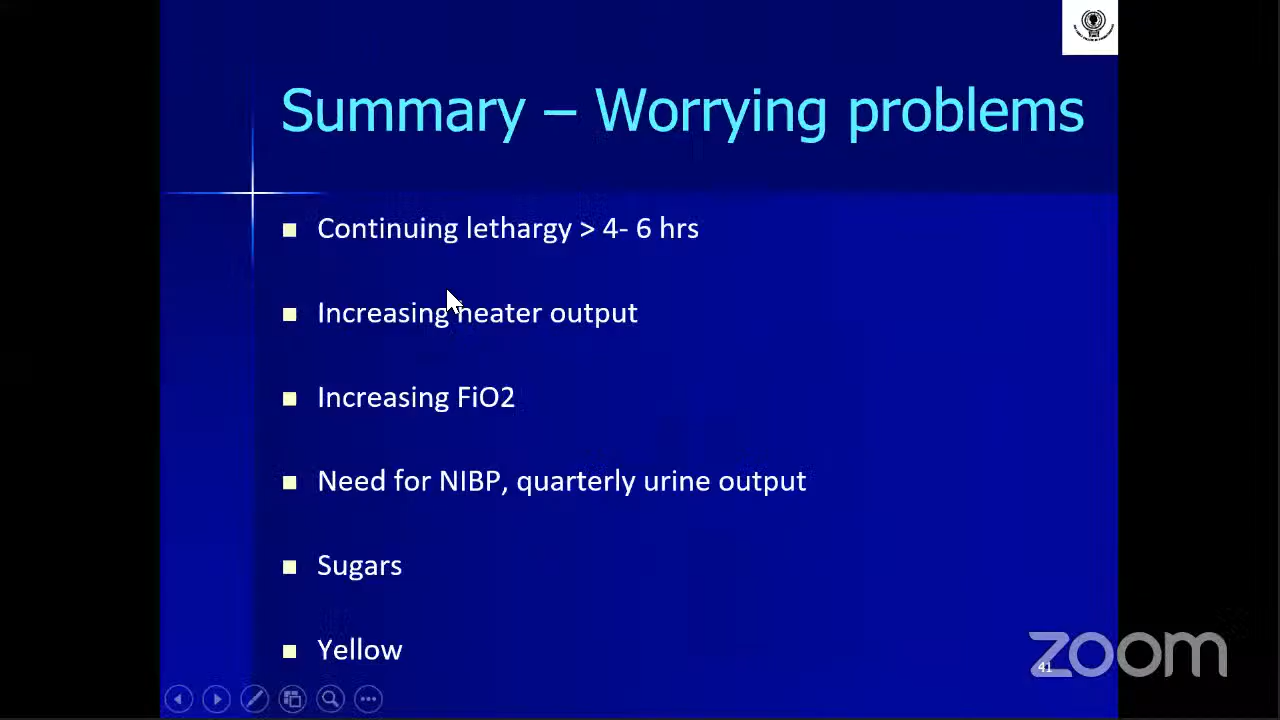 Summary – Worrying problems
Continuing lethargy > 4- 6 hrs
Increasing heater output
Increasing FiO2
Need for NIBP, quarterly urine output
Sugars
Yellow
41
zoom